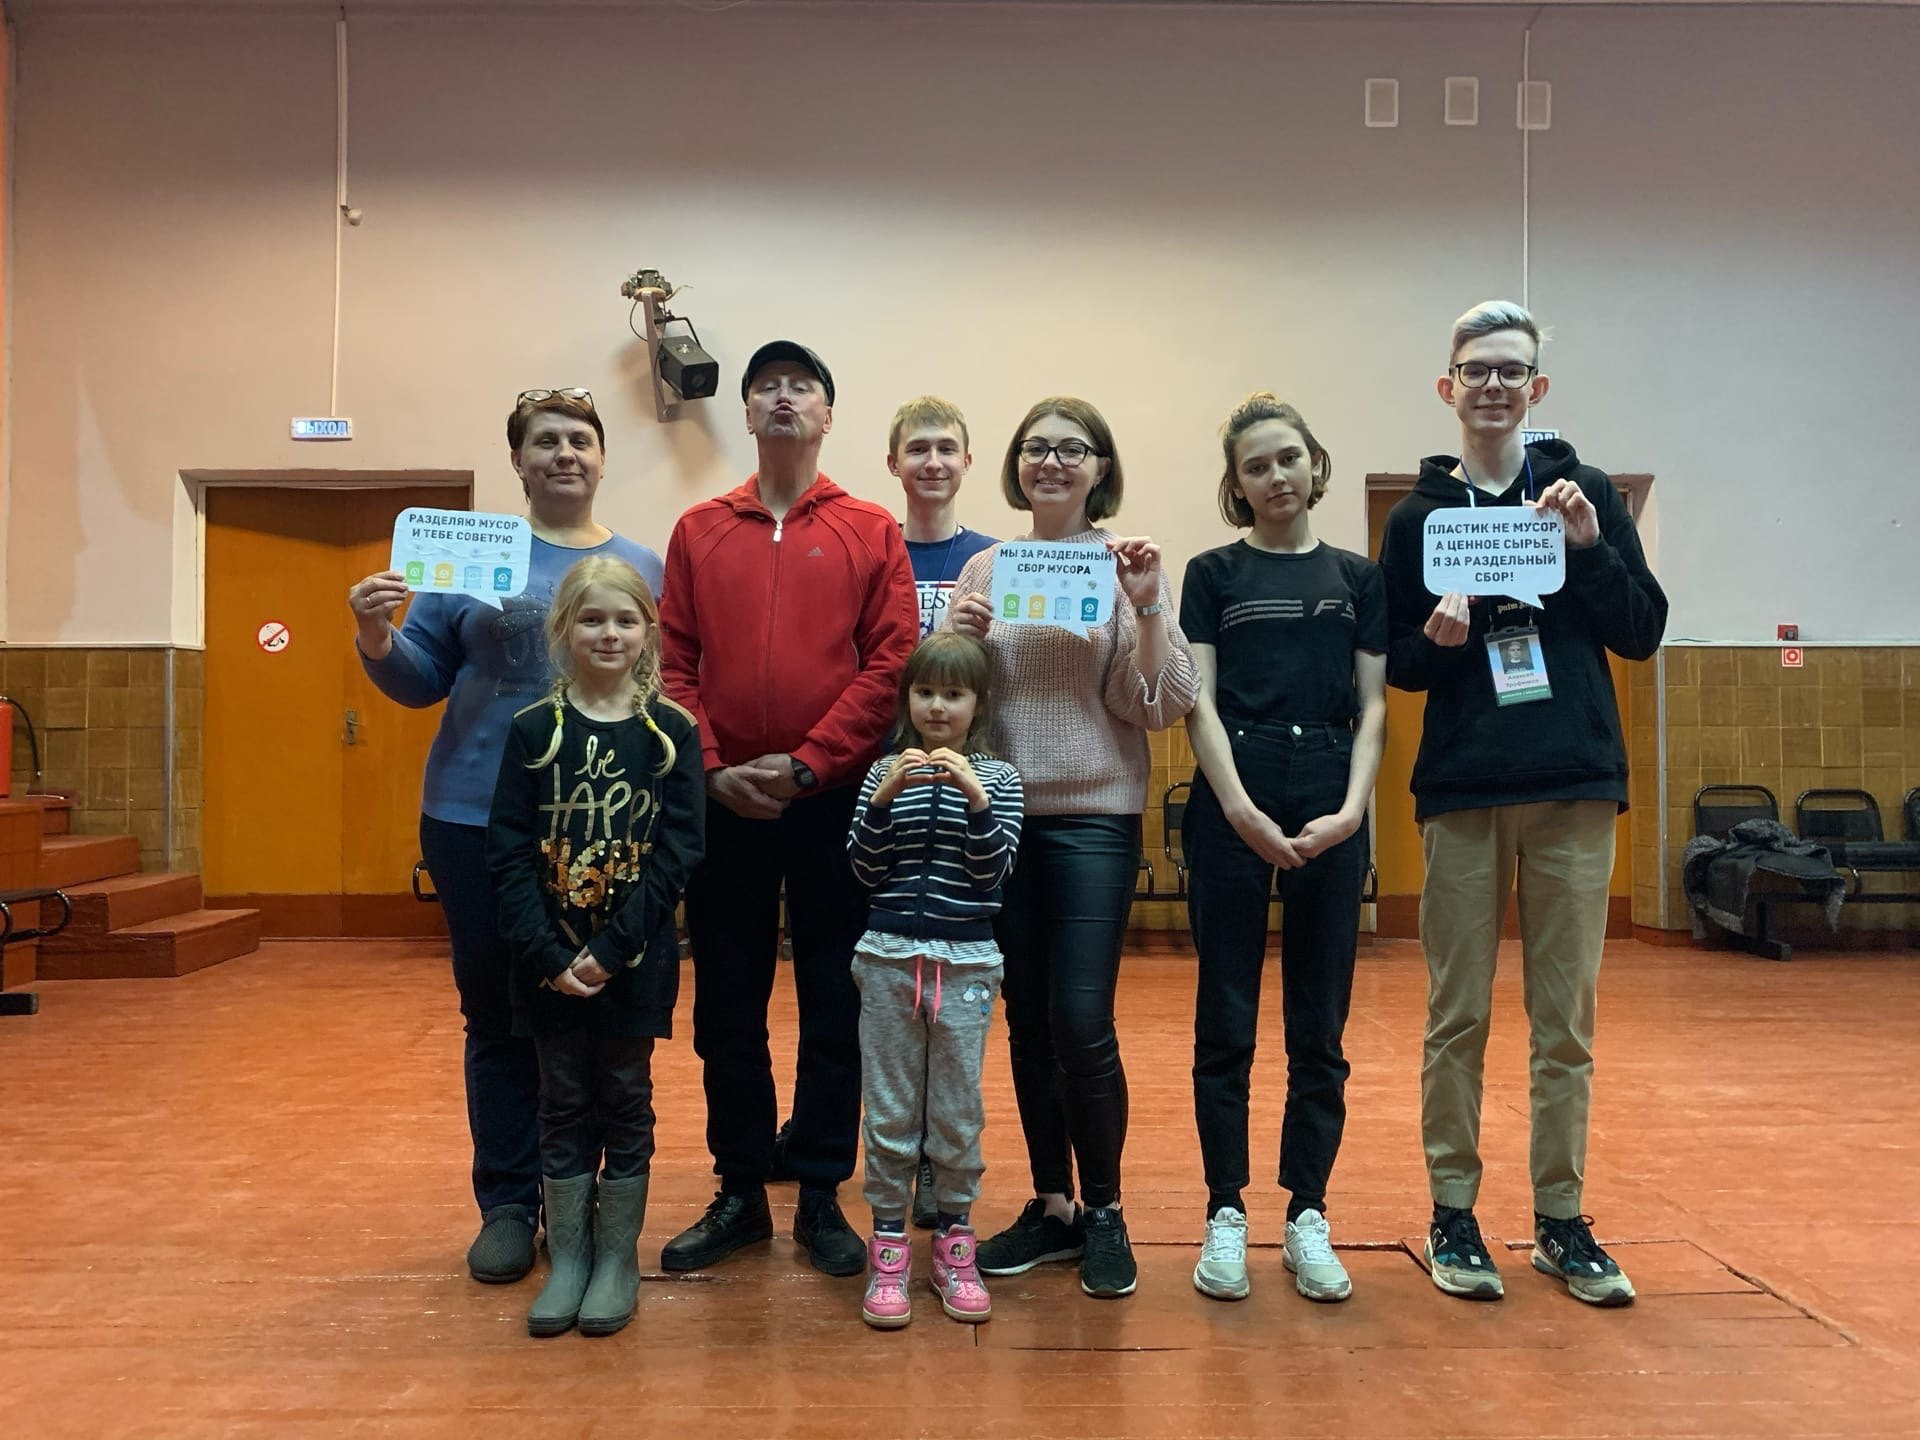 ВЫХОД
РАЗДЕЛЯЮ МУСОР
И ТЕБЕ СОВЕТУЮ
МЫ ЗА РАЗДЕЛЬНЫЙ
СБОР МУСОРА
ПЛАСТИК НЕ МУСОР,
А ЦЕННОЕ СЫРЬЕ.
Я ЗА РАЗДЕЛЬНЫЙ
СБОР!
be
HAPPY
Алексей